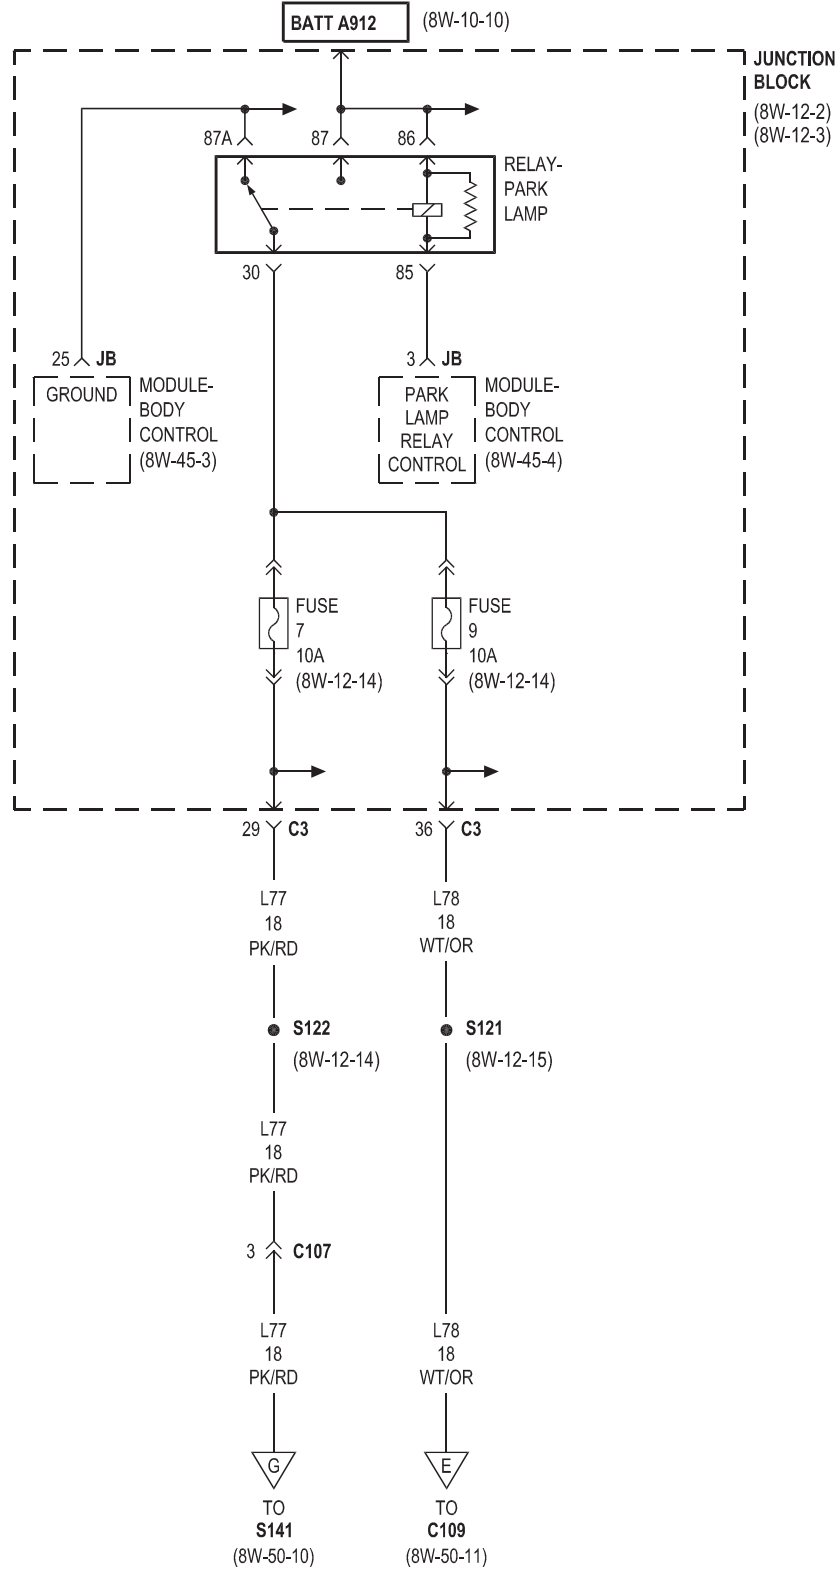 BATT A912 (8W-10-10)
JUNCTION
BLOCK
(8W-12-2)
(8W-12-3)
87A 87 86
RELAY-
PARK
LAMP
30 85
25 JB
GROUND
MODULE-
BODY
CONTROL
(8W-45-3)
3 JB
PARK
LAMP
RELAY
CONTROL
MODULE-
BODY
CONTROL
(8W-45-4)
FUSE
7
10A
(8W-12-14)
FUSE
9
10A
(8W-12-14)
29 C3
36 C3
L77
18
PK/RD
L78
18
WT/OR
S122
(8W-12-14)
S121
(8W-12-15)
L77
18
PK/RD
3 C107
L77
18
PK/RD
L78
18
WT/OR
G
TO
S141
(8W-50-10)
E
TO
C109
(8W-50-11)